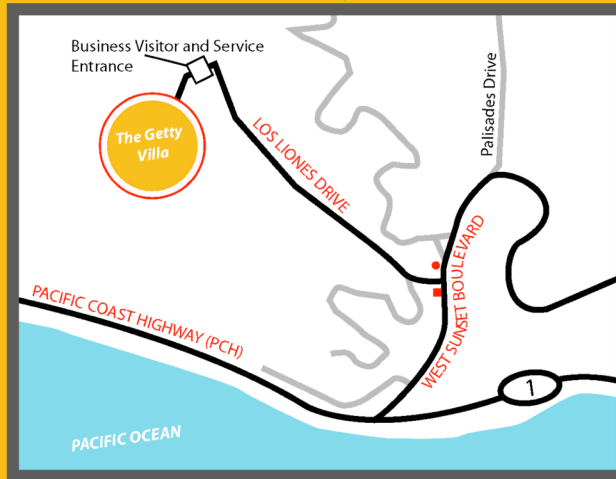 Business Visitor and Service
Entrance
The Getty
Villa
LOS LIONES DRIVE
Palisades Drive
WEST SUNSET BOULEVARD
PACIFIC COAST HIGHWAY (PCH)
1
PACIFIC OCEAN